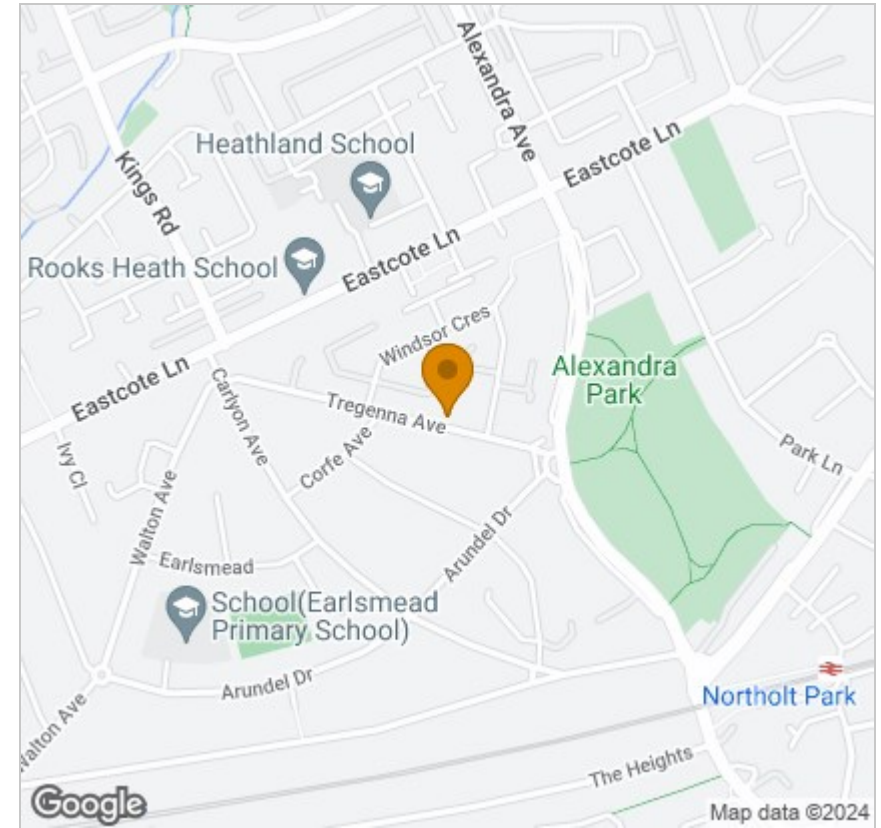 Alexandra Ave
Heathland School
Eastcote Ln
Kings Rd
Rooks Heath School
Eastcote Ln
Windsor Cres
Alexandra
Park
Eastcote Ln
Carlyon Ave
Tregenna Ave
Corfe Ave
Park Ln
Ivy Cl
Walton Ave
Arundel Dr
Earlsmead
School(Earlsmead
Primary School)
Arundel Dr
Northolt Park
Walton Ave
The Heights
Google
Map data ©2024